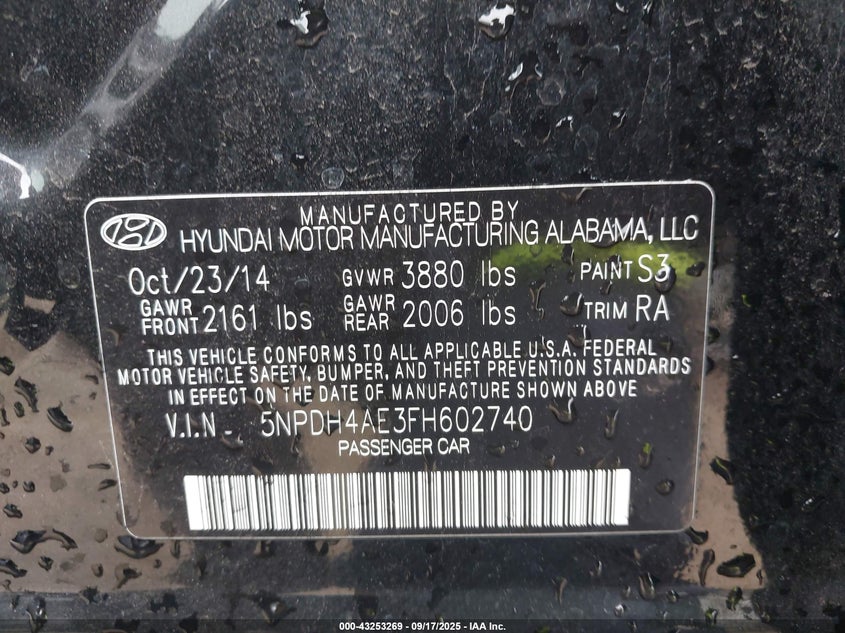 MANUFACTURED BY
HYUNDAI MOTOR MANUFACTURING ALABAMA, LLC
Oct/23/14 GVWR 3880 lbs PAINT S3
GAWR FRONT 2161 lbs GAWR REAR 2006 lbs TRIM RA
THIS VEHICLE CONFORMS TO ALL APPLICABLE U.S.A. FEDERAL
MOTOR VEHICLE SAFETY, BUMPER, AND THEFT PREVENTION STANDARDS
IN EFFECT ON THE DATE OF MANUFACTURE SHOWN ABOVE
V.I.N. 5NPDH4AE3FH602740
PASSENGER CAR
000-43253269 - 09/17/2025 - IAA Inc.